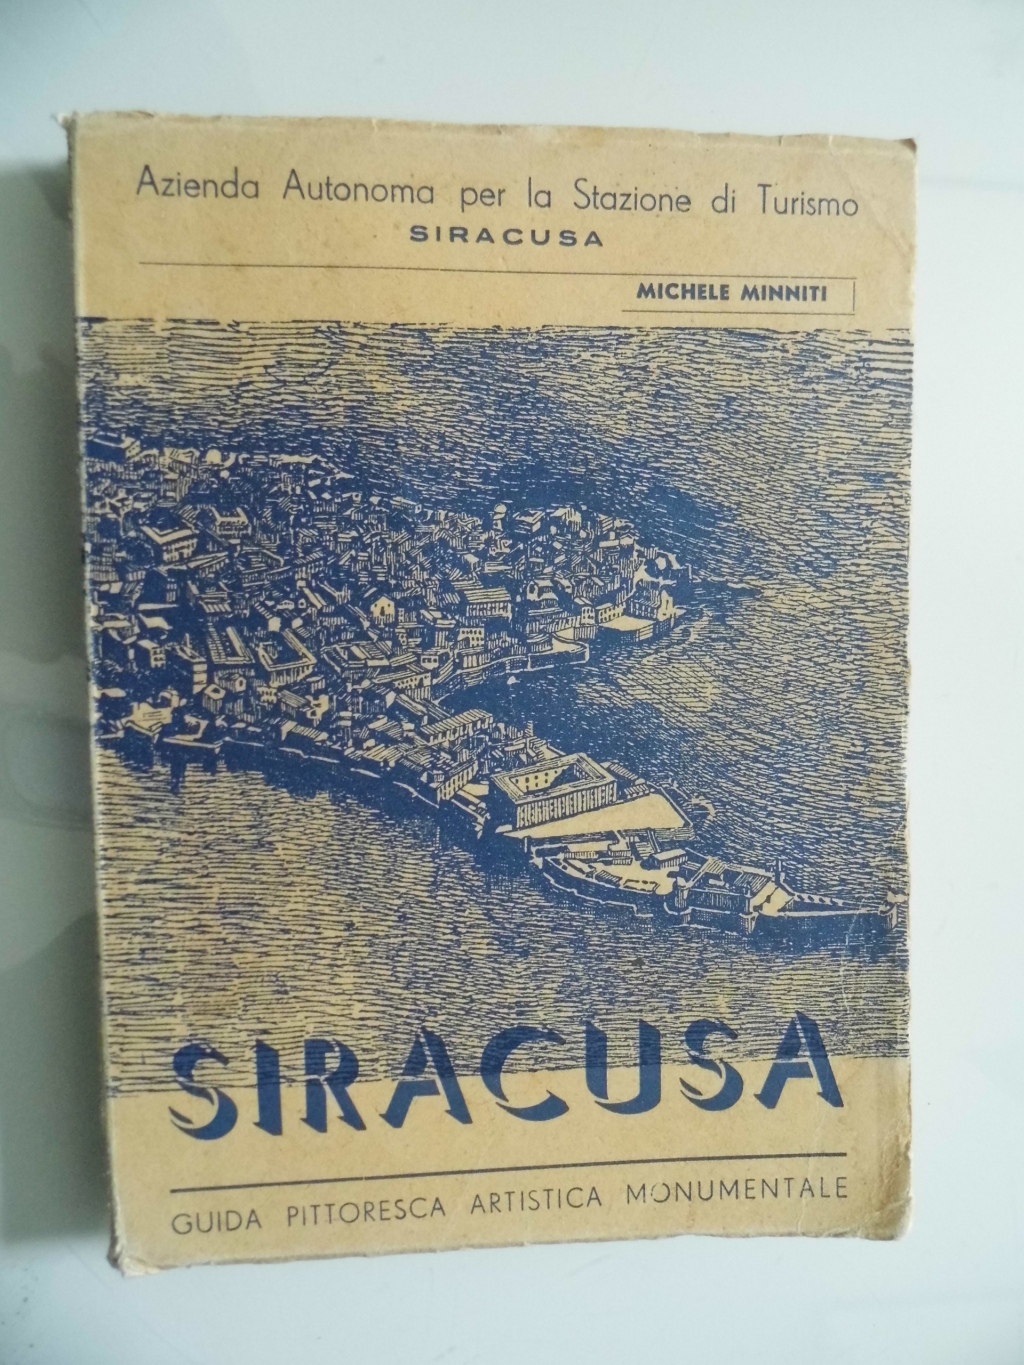 Azienda Autonoma per la Stazione di Turismo
SIRACUSA
MICHELE MINNITI
SIRACUSA
GUIDA PITTORESCA ARTISTICA MONUMENTALE